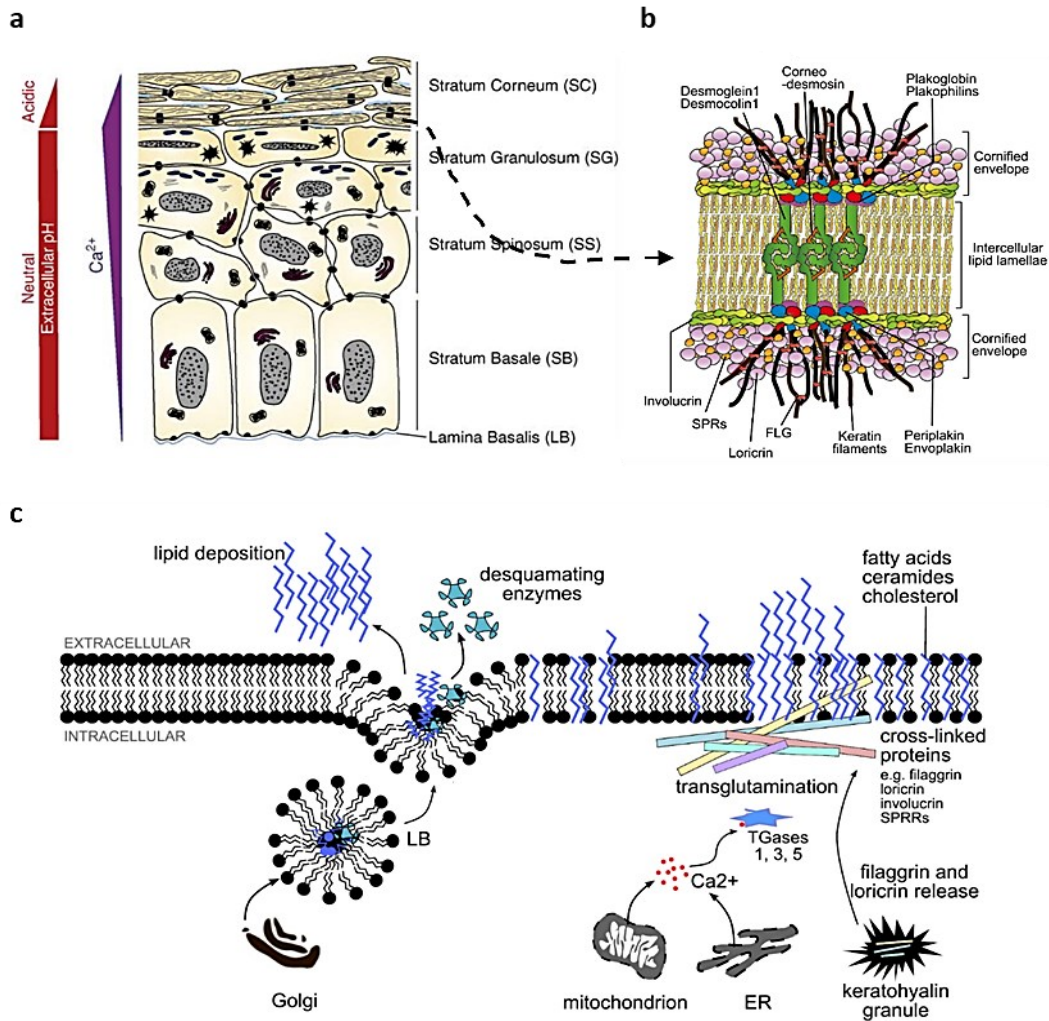 a
Acidic
Neutral
Extracellular pH
Ca2+
Stratum Corneum (SC)
Stratum Granulosum (SG)
Stratum Spinosum (SS)
Stratum Basale (SB)
Lamina Basalis (LB)
b
Desmoglein1
Desmocolin1
Corneo
-desmosin
Plakoglobin
Plakophilins
Cornified
envelope
Intercellular
lipid lamellae
Cornified
envelope
Involucrin
SPRs
Loricrin
FLG
Keratin
filaments
Periplakin
Envoplakin
c
lipid deposition
desquamating
enzymes
fatty acids
ceramides
cholesterol
EXTRACELLULAR
INTRACELLULAR
LB
Golgi
transglutamination
cross-linked
proteins
e.g. filaggrin
loricrin
involucrin
SPRRs
TGases
1, 3, 5
Ca2+
filaggrin and
loricrin release
mitochondrion
ER
keratohyalin
granule